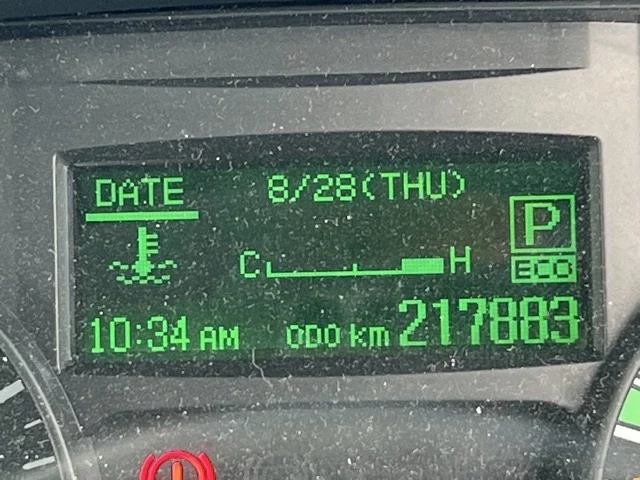 DATE 8/28(THU)
P
ECO
C H
10:34 AM ODO km 217883